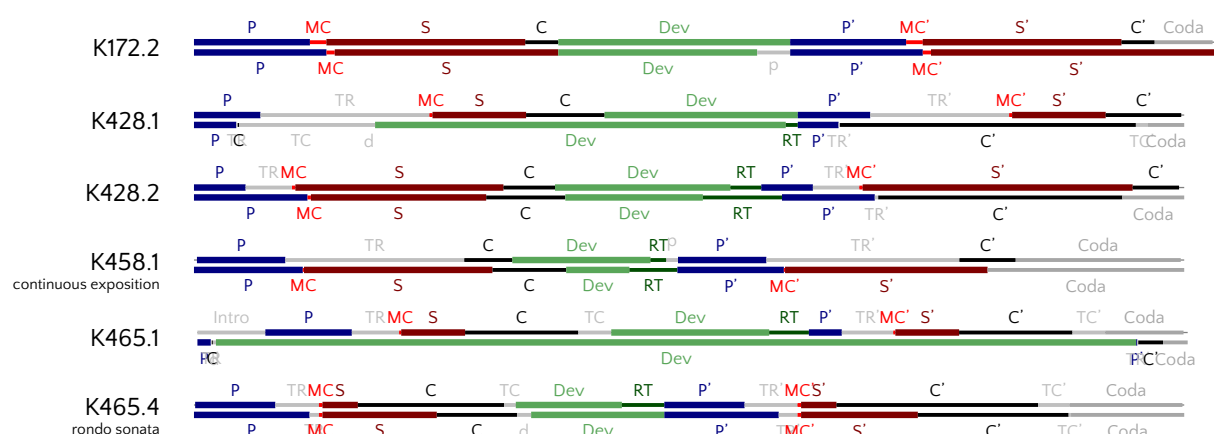 P MC S C Dev P' MC' S' C' Coda
K172.2
P MC S Dev p P' MC' S'
P TR MC S C Dev P' TR' MC' S' C'
K428.1
P TR C TC d Dev RT P' TR' C' TC' Coda
P TR MC S C Dev RT P' TR' MC' S' C'
K428.2
P MC S C Dev RT P' TR' C' Coda
P TR C Dev RT p P' TR' C' Coda
K458.1
continuous exposition
P MC S C Dev RT P' MC' S' Coda
Intro P TR MC S C TC Dev RT P' TR' MC' S' C' TC' Coda
K465.1
P C Dev P' C' Coda
P TR MC S C TC Dev RT P' TR' MC' S' C' TC' Coda
K465.4
rondo sonata
P MC S C d Dev P' MC' S' C' TC' Coda